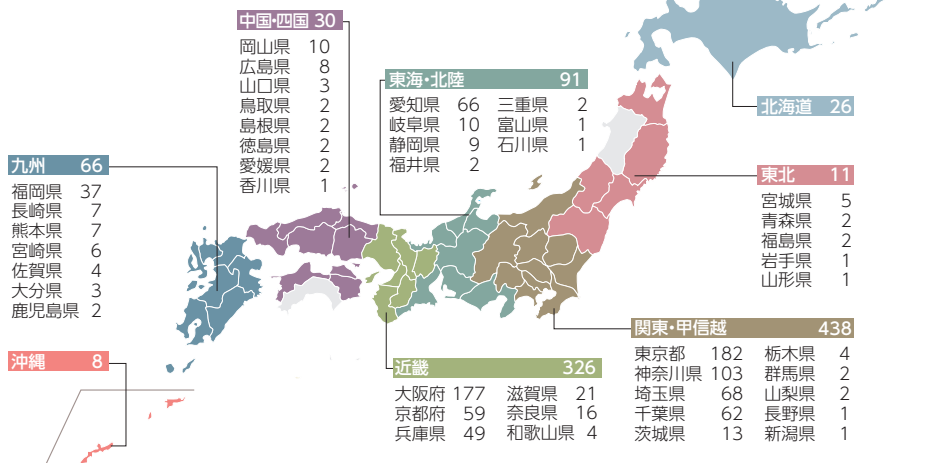 中国・四国 30
岡山県 10
広島県 8
山口県 3
鳥取県 2
島根県 2
徳島県 2
愛媛県 2
香川県 1
東海・北陸 91
愛知県 66 三重県 2
岐阜県 10 富山県 1
静岡県 9 石川県 1
福井県 2
北海道 26
九州 66
福岡県 37
長崎県 7
熊本県 7
宮崎県 6
佐賀県 4
大分県 3
鹿児島県 2
東北 11
宮城県 5
青森県 2
福島県 2
岩手県 1
山形県 1
沖縄 8
近畿 326
大阪府 177 滋賀県 21
京都府 59 奈良県 16
兵庫県 49 和歌山県 4
関東・甲信越 438
東京都 182 栃木県 4
神奈川県 103 群馬県 2
埼玉県 68 山梨県 2
千葉県 62 長野県 1
茨城県 13 新潟県 1